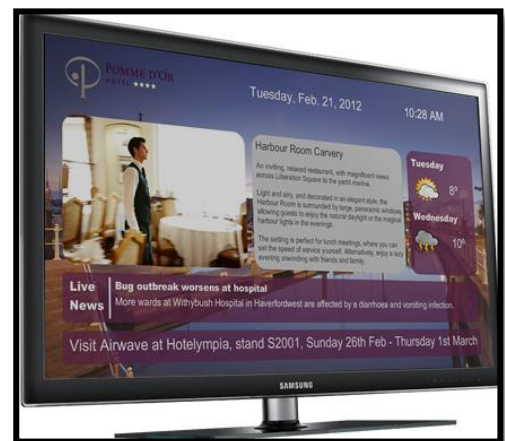 POMME D'OR
HOTEL ★★★★
Tuesday, Feb. 21, 2012
10:28 AM
Harbour Room Carvery
An inviting, relaxed restaurant, with magnificent views
across Liberation Square to the yacht marina.
Light and airy, and decorated in an elegant style, the
Harbour Room is surrounded by large, panoramic windows,
allowing guests to enjoy the natural daylight or the magical
harbour lights in the evenings.
The setting is perfect for lunch meetings, where you can
set the speed of service yourself. Alternatively, enjoy a lazy
evening unwinding with friends and family.
Tuesday
8°
Wednesday
10°
Live
News
Bug outbreak worsens at hospital
More wards at Withybush Hospital in Haverfordwest are affected by a diarrhoea and vomiting infection.
Visit Airwave at Hotelympia, stand S2001, Sunday 26th Feb - Thursday 1st March
SAMSUNG